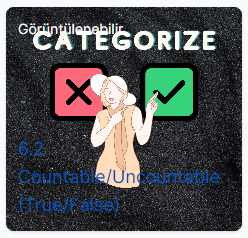 Görüntülenebilir
CATEGORIZE
6.2
Countable/Uncountable
(True/False)